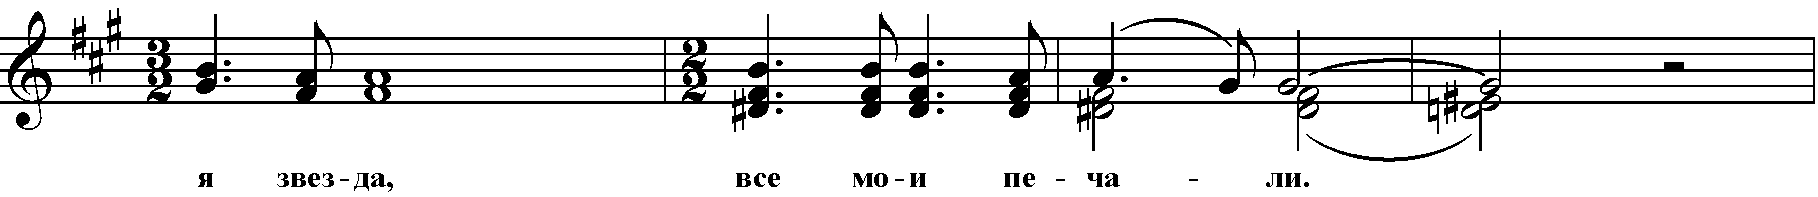 я звез-да, все мо-и пе-ча-ли.